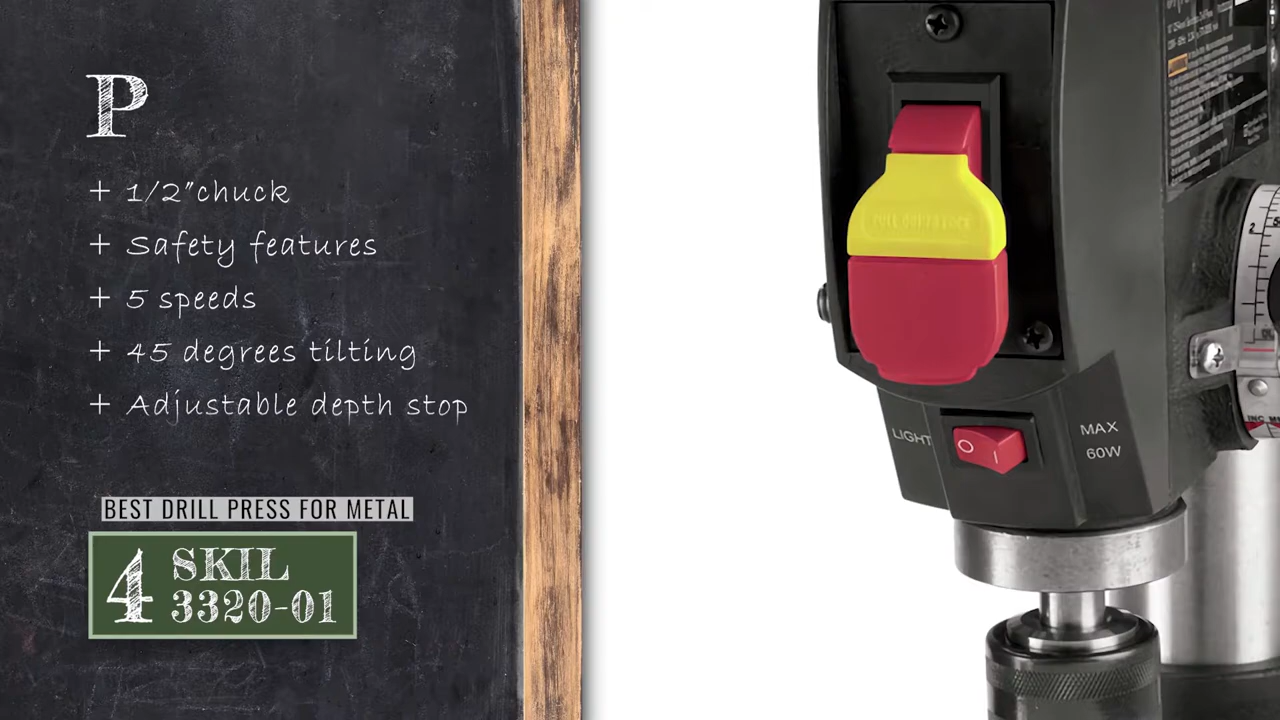 P
+ 1/2"chuck
+ Safety features
+ 5 speeds
+ 45 degrees tilting
+ Adjustable depth stop
BEST DRILL PRESS FOR METAL
4 SKIL
3320-01
LIGHT
O I
MAX
60W
2